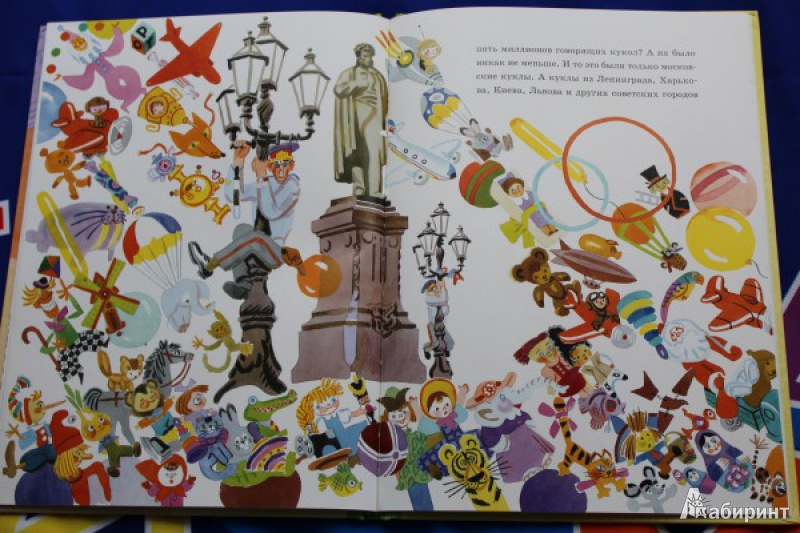 пять миллионов говорящих кукол? А их было
никак не меньше. И то это были только москов-
ские куклы. А куклы из Ленинграда, Харько-
ва, Киева, Львова и других советских городов
Лабиринт